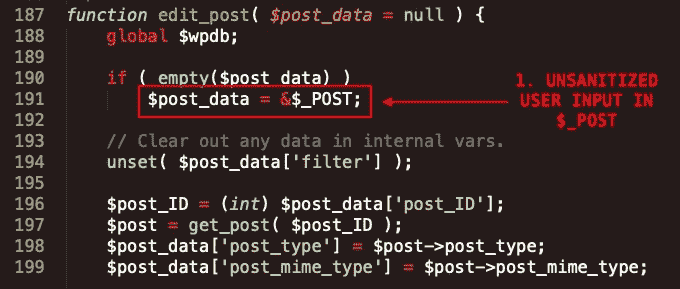 187 function edit_post( $post_data = null ) {
188 global $wpdb;
189
190 if ( empty($post_data) )
191 $post_data = &$_POST;
1. UNSANITIZED
USER INPUT IN
$_POST
192
193 // Clear out any data in internal vars.
194 unset( $post_data['filter'] );
195
196 $post_ID = (int) $post_data['post_ID'];
197 $post = get_post( $post_ID );
198 $post_data['post_type'] = $post->post_type;
199 $post_data['post_mime_type'] = $post->post_mime_type;